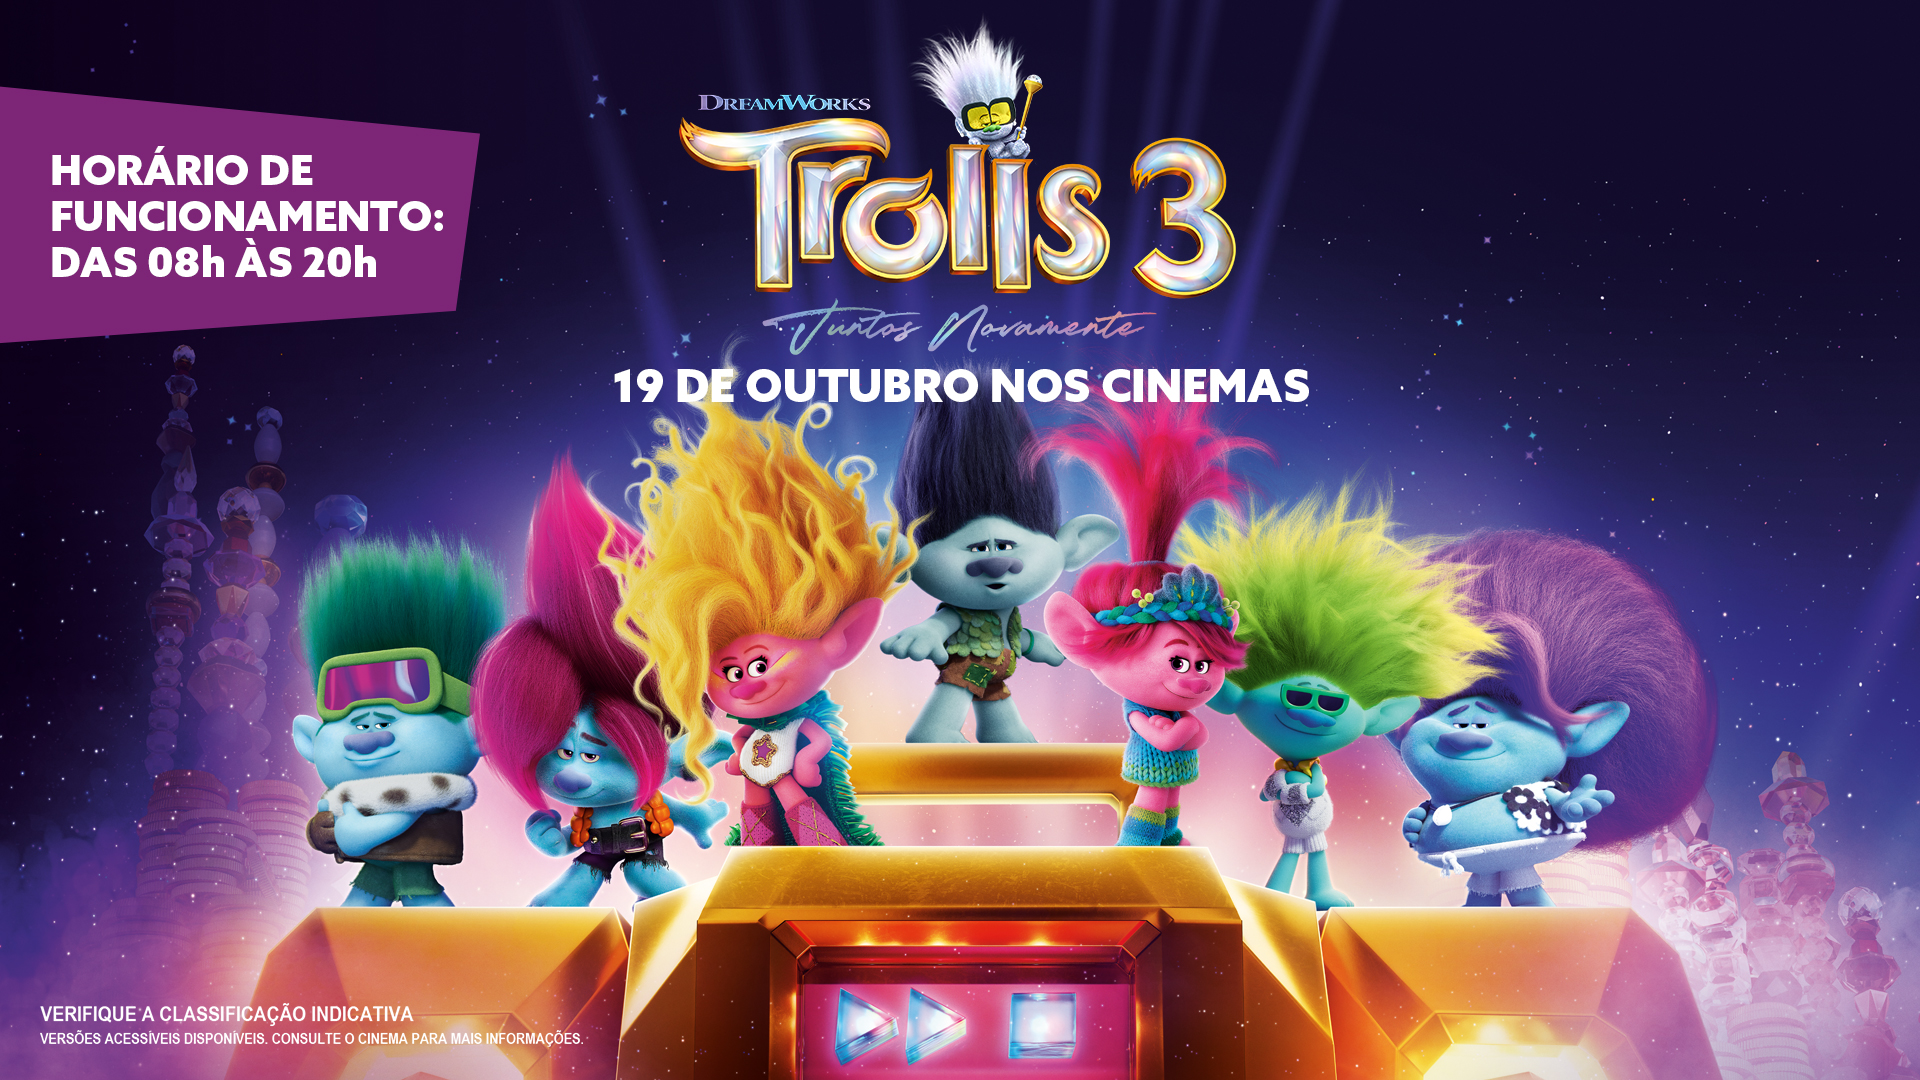 HORÁRIO DE
FUNCIONAMENTO:
DAS 08h ÀS 20h
DREAMWORKS
Trolls 3
Juntos Novamente
19 DE OUTUBRO NOS CINEMAS
VERIFIQUE A CLASSIFICAÇÃO INDICATIVA
VERSÕES ACESSÍVEIS DISPONÍVEIS. CONSULTE O CINEMA PARA MAIS INFORMAÇÕES.